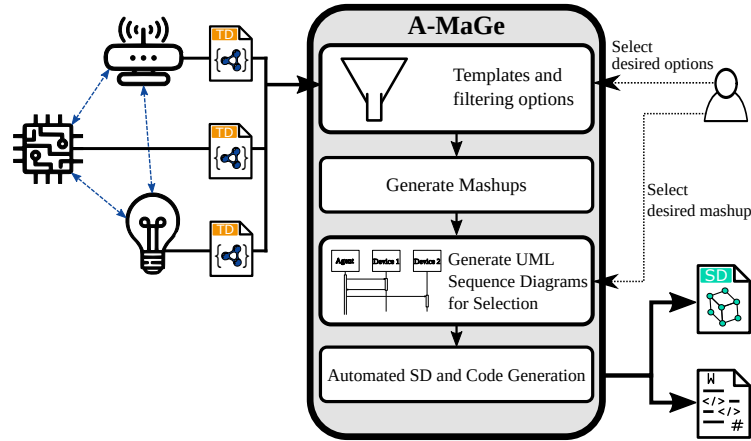 A-MaGe
TD
{ }
TD
{ }
TD
{ }
Templates and
filtering options
Select
desired options
Generate Mashups
Select
desired mashup
Agent
Device 1
Device 2
Generate UML
Sequence Diagrams
for Selection
Automated SD and Code Generation
SD
W
</>
</>
#